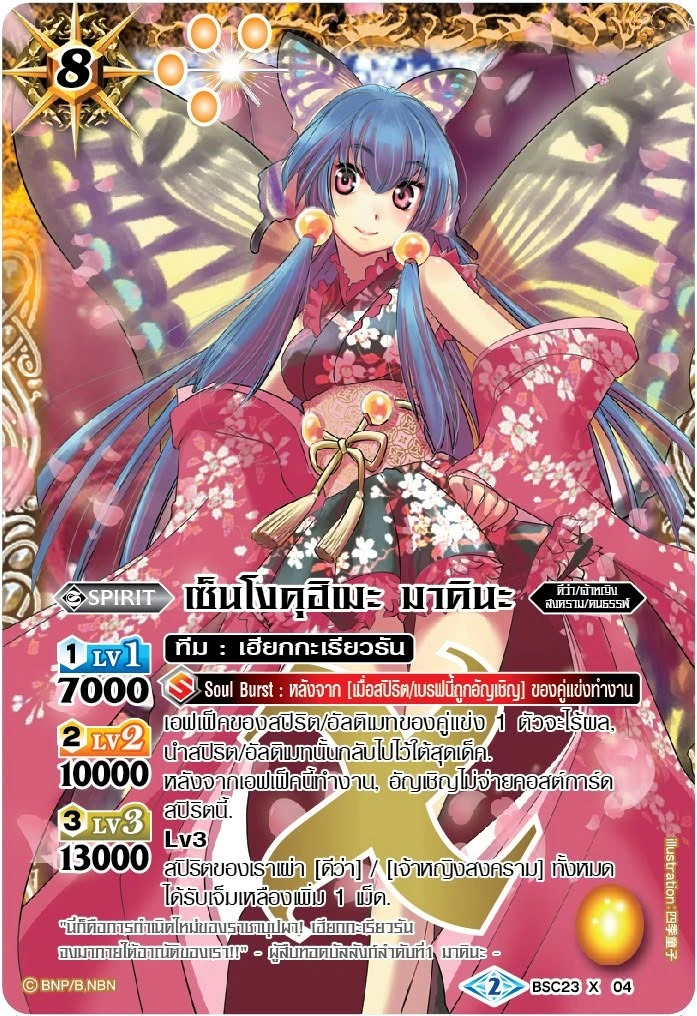 8
SPIRIT
เซ็นโงคุฮิเมะ มาคินะ
ดีว่า/เจ้าหญิง
สงคราม/คนธรรพ์
ทีม : เฮียกกะเรียวรัน
1 LV1
7000
2 LV2
10000
3 LV3
13000
S Soul Burst : หลังจาก [เมื่อสปิริต/เบรฟนี้ถูกอัญเชิญ] ของคู่แข่งทำงาน
เอฟเฟ็คของสปิริต/อัลติเมทของคู่แข่ง 1 ตัวจะไร้ผล,
นำสปิริต/อัลติเมทนั้นกลับไปไว้ใต้สุดเด็ค.
หลังจากเอฟเฟ็คนี้ทำงาน, อัญเชิญไม่จ่ายคอสต์การ์ด
สปิริตนี้.
Lv3
สปิริตของเราเผ่า [ดีว่า] / [เจ้าหญิงสงคราม] ทั้งหมด
ได้รับเจ็มเหลืองเพิ่ม 1 เม็ด.
"นี่ก็คือการกำเนิดใหม่ของราชาบุปผา! เฮียกกะเรียวรัน
จงมาภายใต้อาณัติของเรา!!" - ผู้สืบทอดบัลลังก์ลำดับที่1 มาคินะ -
illustration:四季童子
© BNP/B,NBN
2
BSC23 X 04